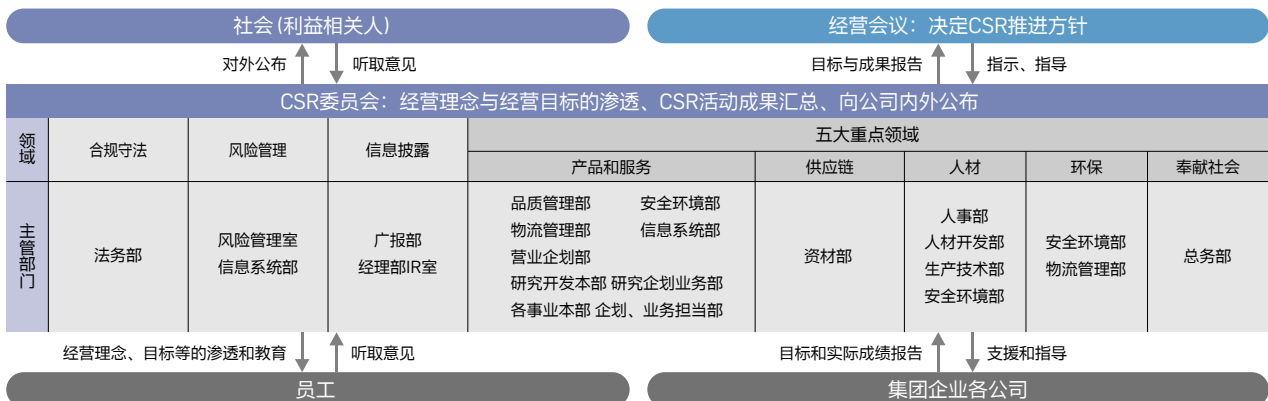 社会(利益相关人)
经营会议：决定CSR推进方针
对外公布
听取意见
目标与成果报告
指示、指导
CSR委员会：经营理念与经营目标的渗透、CSR活动成果汇总、向公司内外公布
领域
合规守法
风险管理
信息披露
五大重点领域
产品和服务
供应链
人材
环保
奉献社会
主管部门
法务部
风险管理室
信息系统部
广报部
经理部IR室
品质管理部 安全环境部
物流管理部 信息系统部
营业企划部
研究开发本部 研究企划业务部
各事业本部 企划、业务担当部
资材部
人事部
人材开发部
生产技术部
安全环境部
安全环境部
物流管理部
总务部
经营理念、目标等的渗透和教育
听取意见
目标和实际成绩报告
支援和指导
员工
集团企业各公司